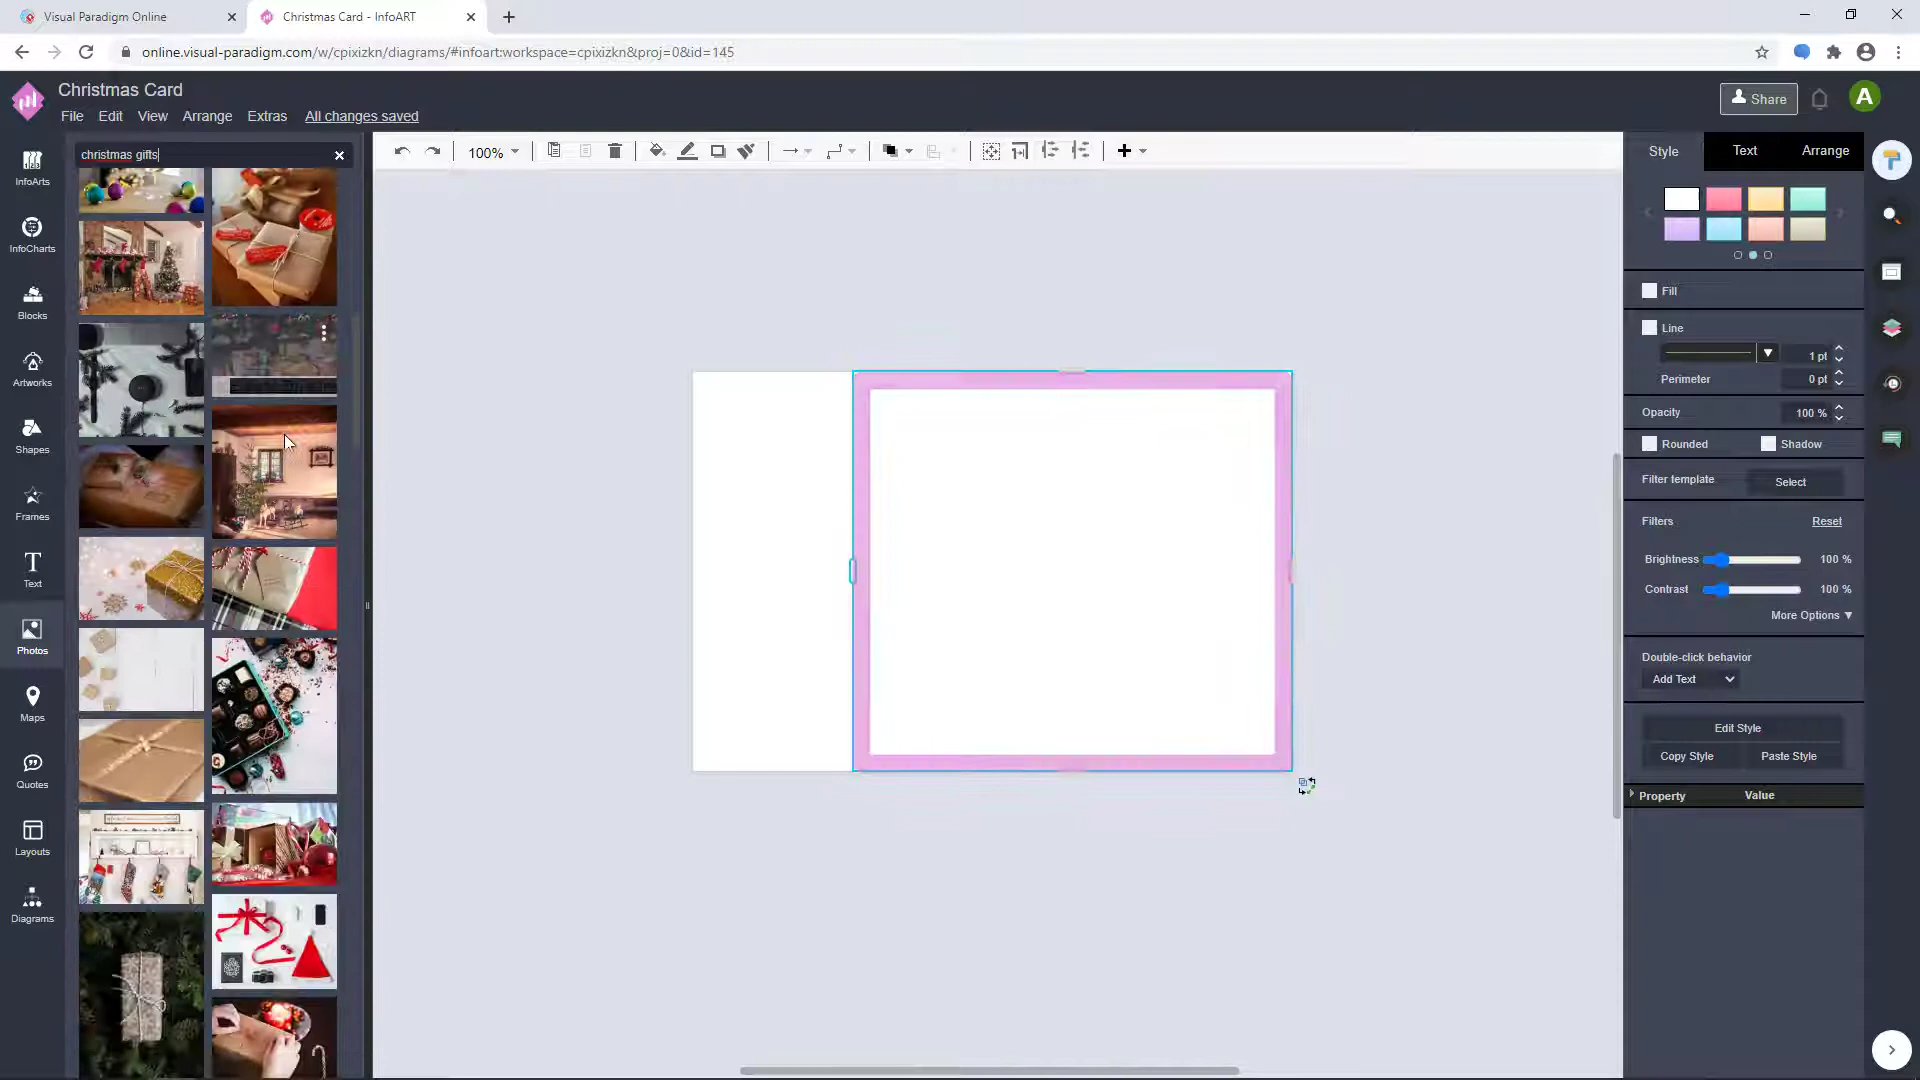 Visual Paradigm Online
Christmas Card - InfoART
online.visual-paradigm.com/w/cpixizkn/diagrams/#infoart:workspace=cpixizkn&proj=0&id=145
Christmas Card
File Edit View Arrange Extras All changes saved
Share
A
christmas gifts
100%
Style Text Arrange
InfoArts
InfoCharts
Blocks
Artworks
Shapes
Frames
Text
Photos
Maps
Quotes
Layouts
Diagrams
Fill
Line
1 pt
Perimeter 0 pt
Opacity 100 %
Rounded Shadow
Filter template Select
Filters Reset
Brightness 100 %
Contrast 100 %
More Options
Double-click behavior
Add Text
Edit Style
Copy Style Paste Style
Property Value